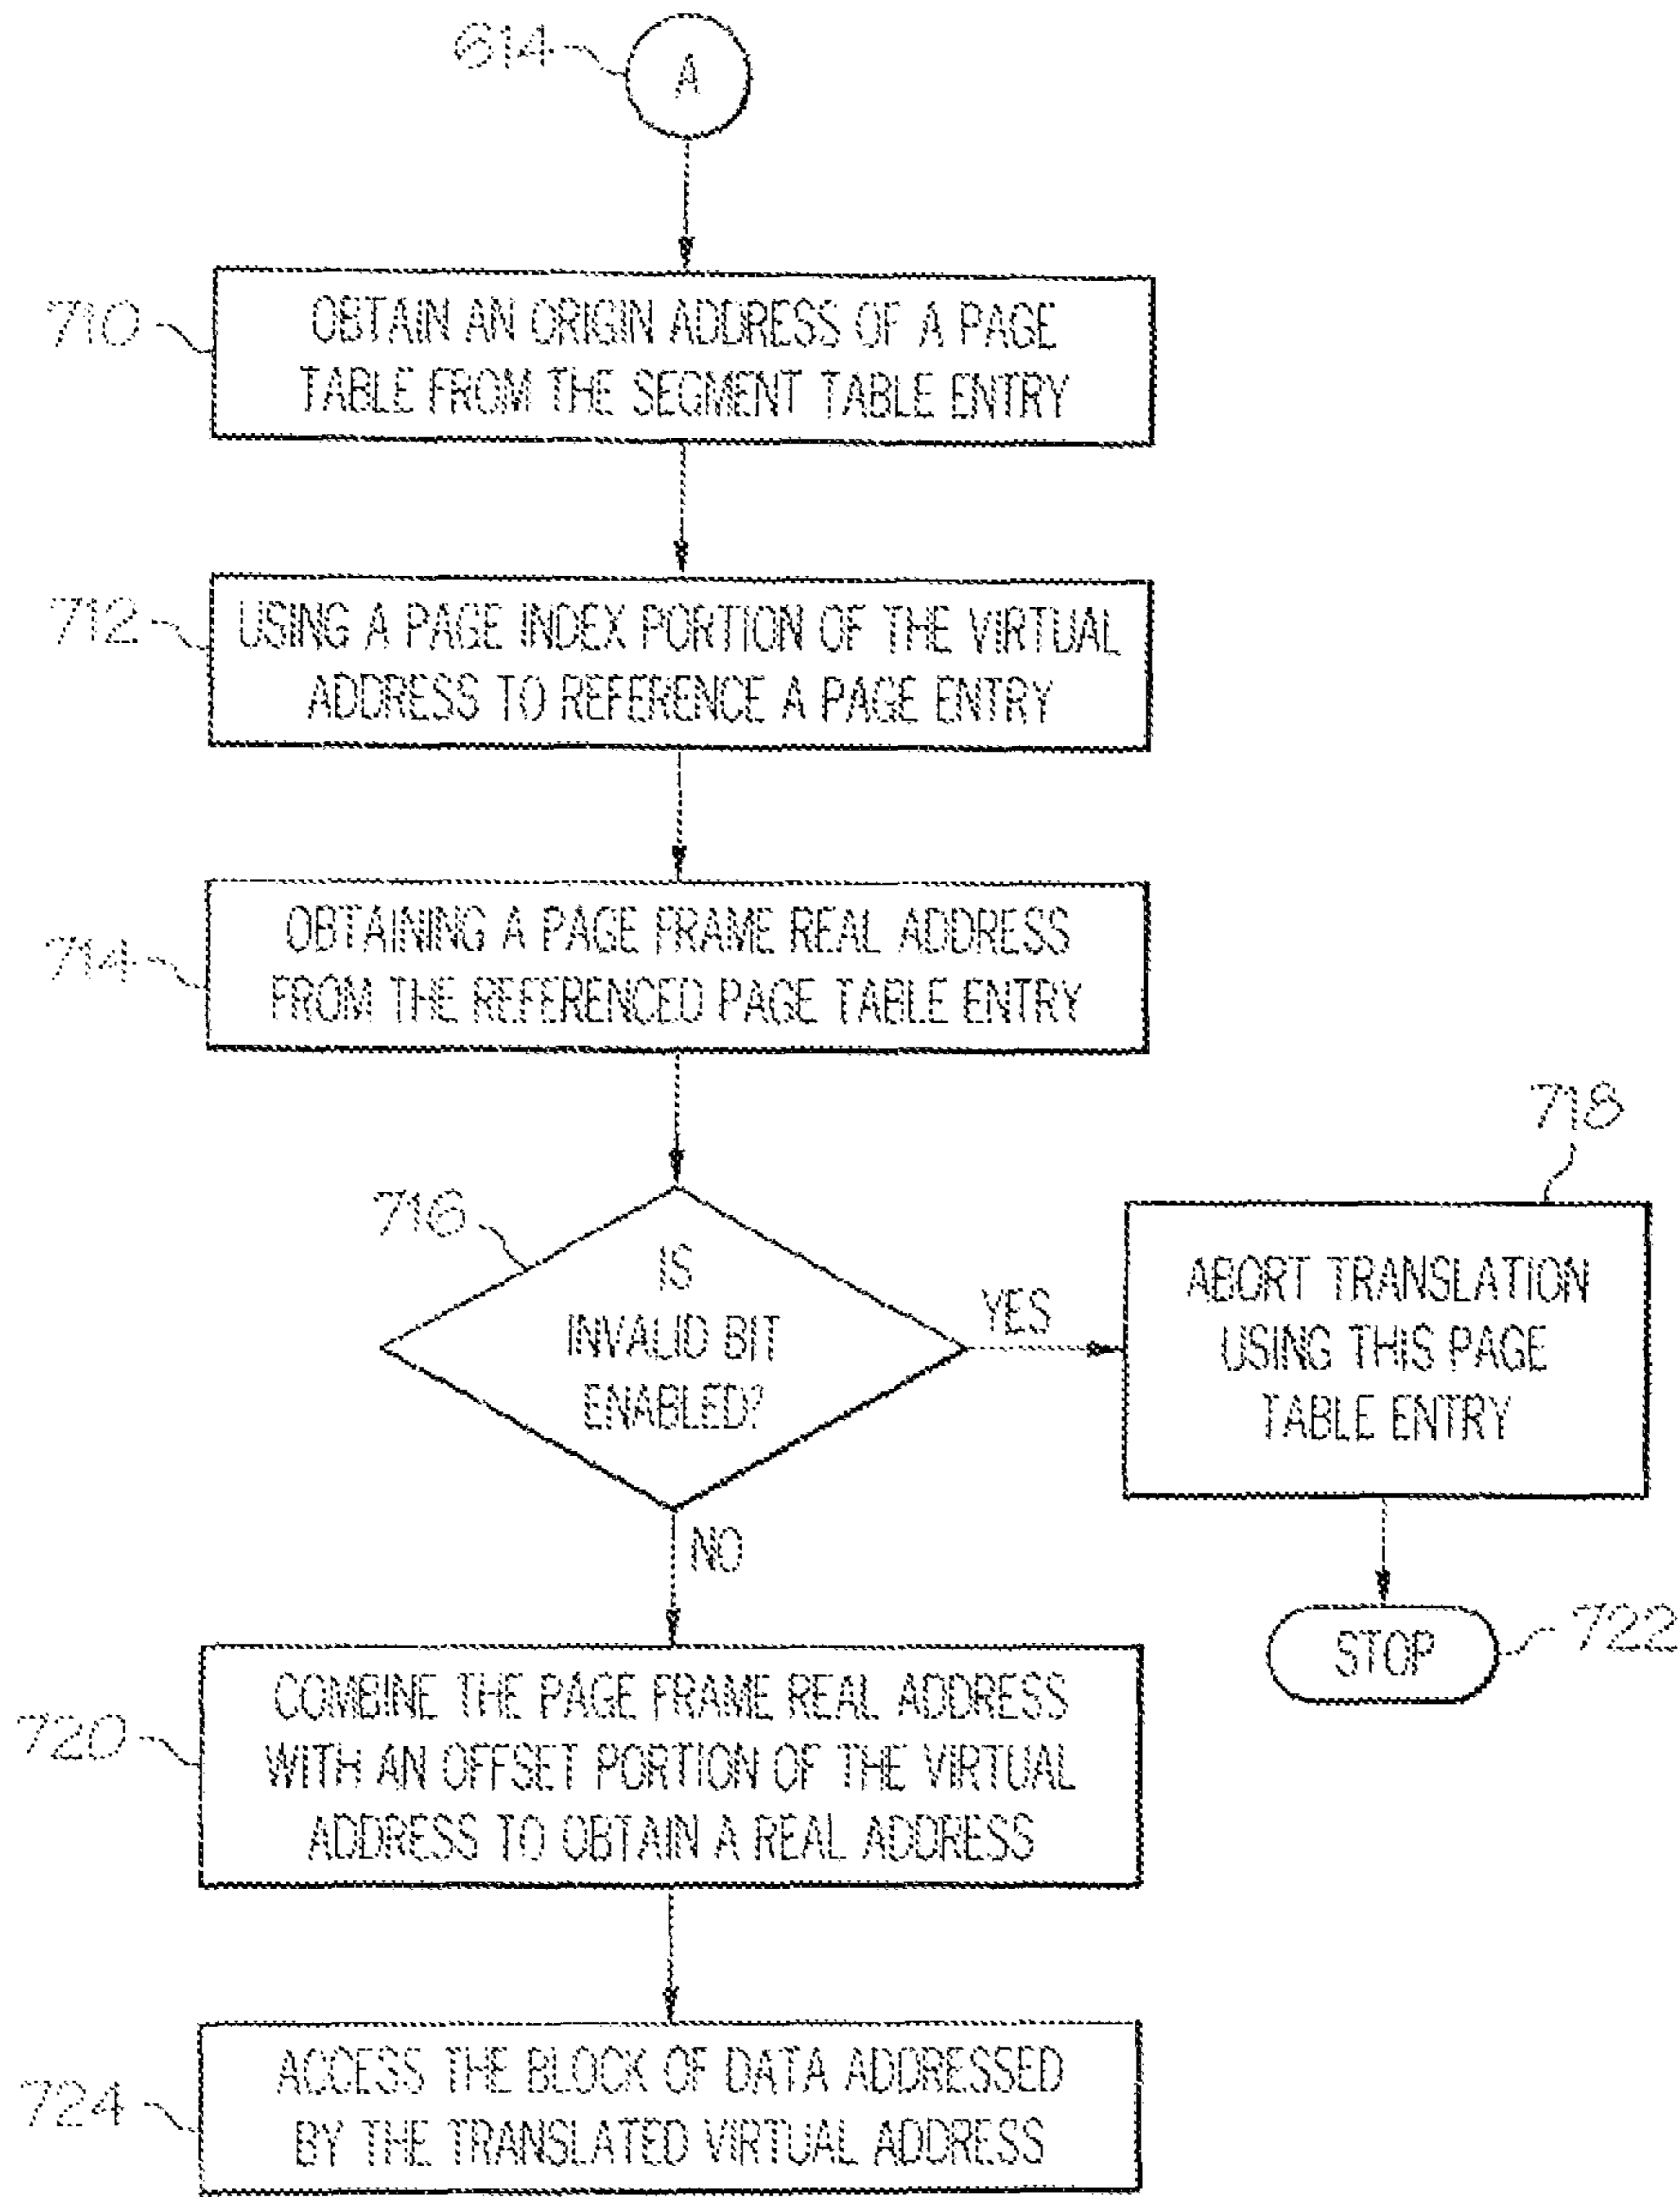 614
A
710
OBTAIN AN ORIGIN ADDRESS OF A PAGE
TABLE FROM THE SEGMENT TABLE ENTRY
712
USING A PAGE INDEX PORTION OF THE VIRTUAL
ADDRESS TO REFERENCE A PAGE ENTRY
714
OBTAINING A PAGE FRAME REAL ADDRESS
FROM THE REFERENCED PAGE TABLE ENTRY
716
IS
INVALID BIT
ENABLED?
YES
718
ABORT TRANSLATION
USING THIS PAGE
TABLE ENTRY
NO
STOP
722
720
COMBINE THE PAGE FRAME REAL ADDRESS
WITH AN OFFSET PORTION OF THE VIRTUAL
ADDRESS TO OBTAIN A REAL ADDRESS
724
ACCESS THE BLOCK OF DATA ADDRESSED
BY THE TRANSLATED VIRTUAL ADDRESS